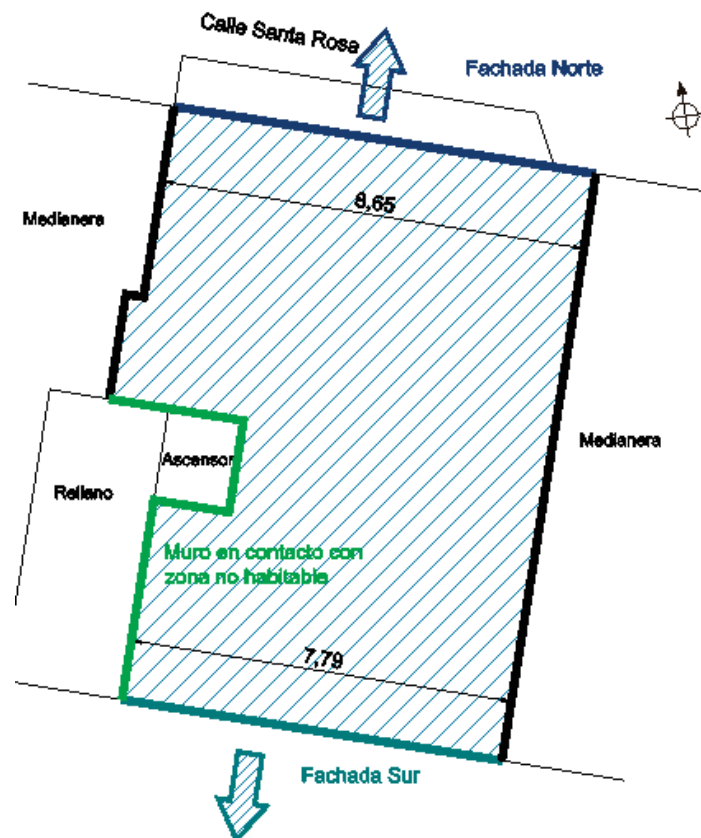 Calle Santa Rosa
Fachada Norte
8,65
Medianera
Medianera
Ascensor
Rellano
Muro en contacto con
zona no habitable
7,79
Fachada Sur